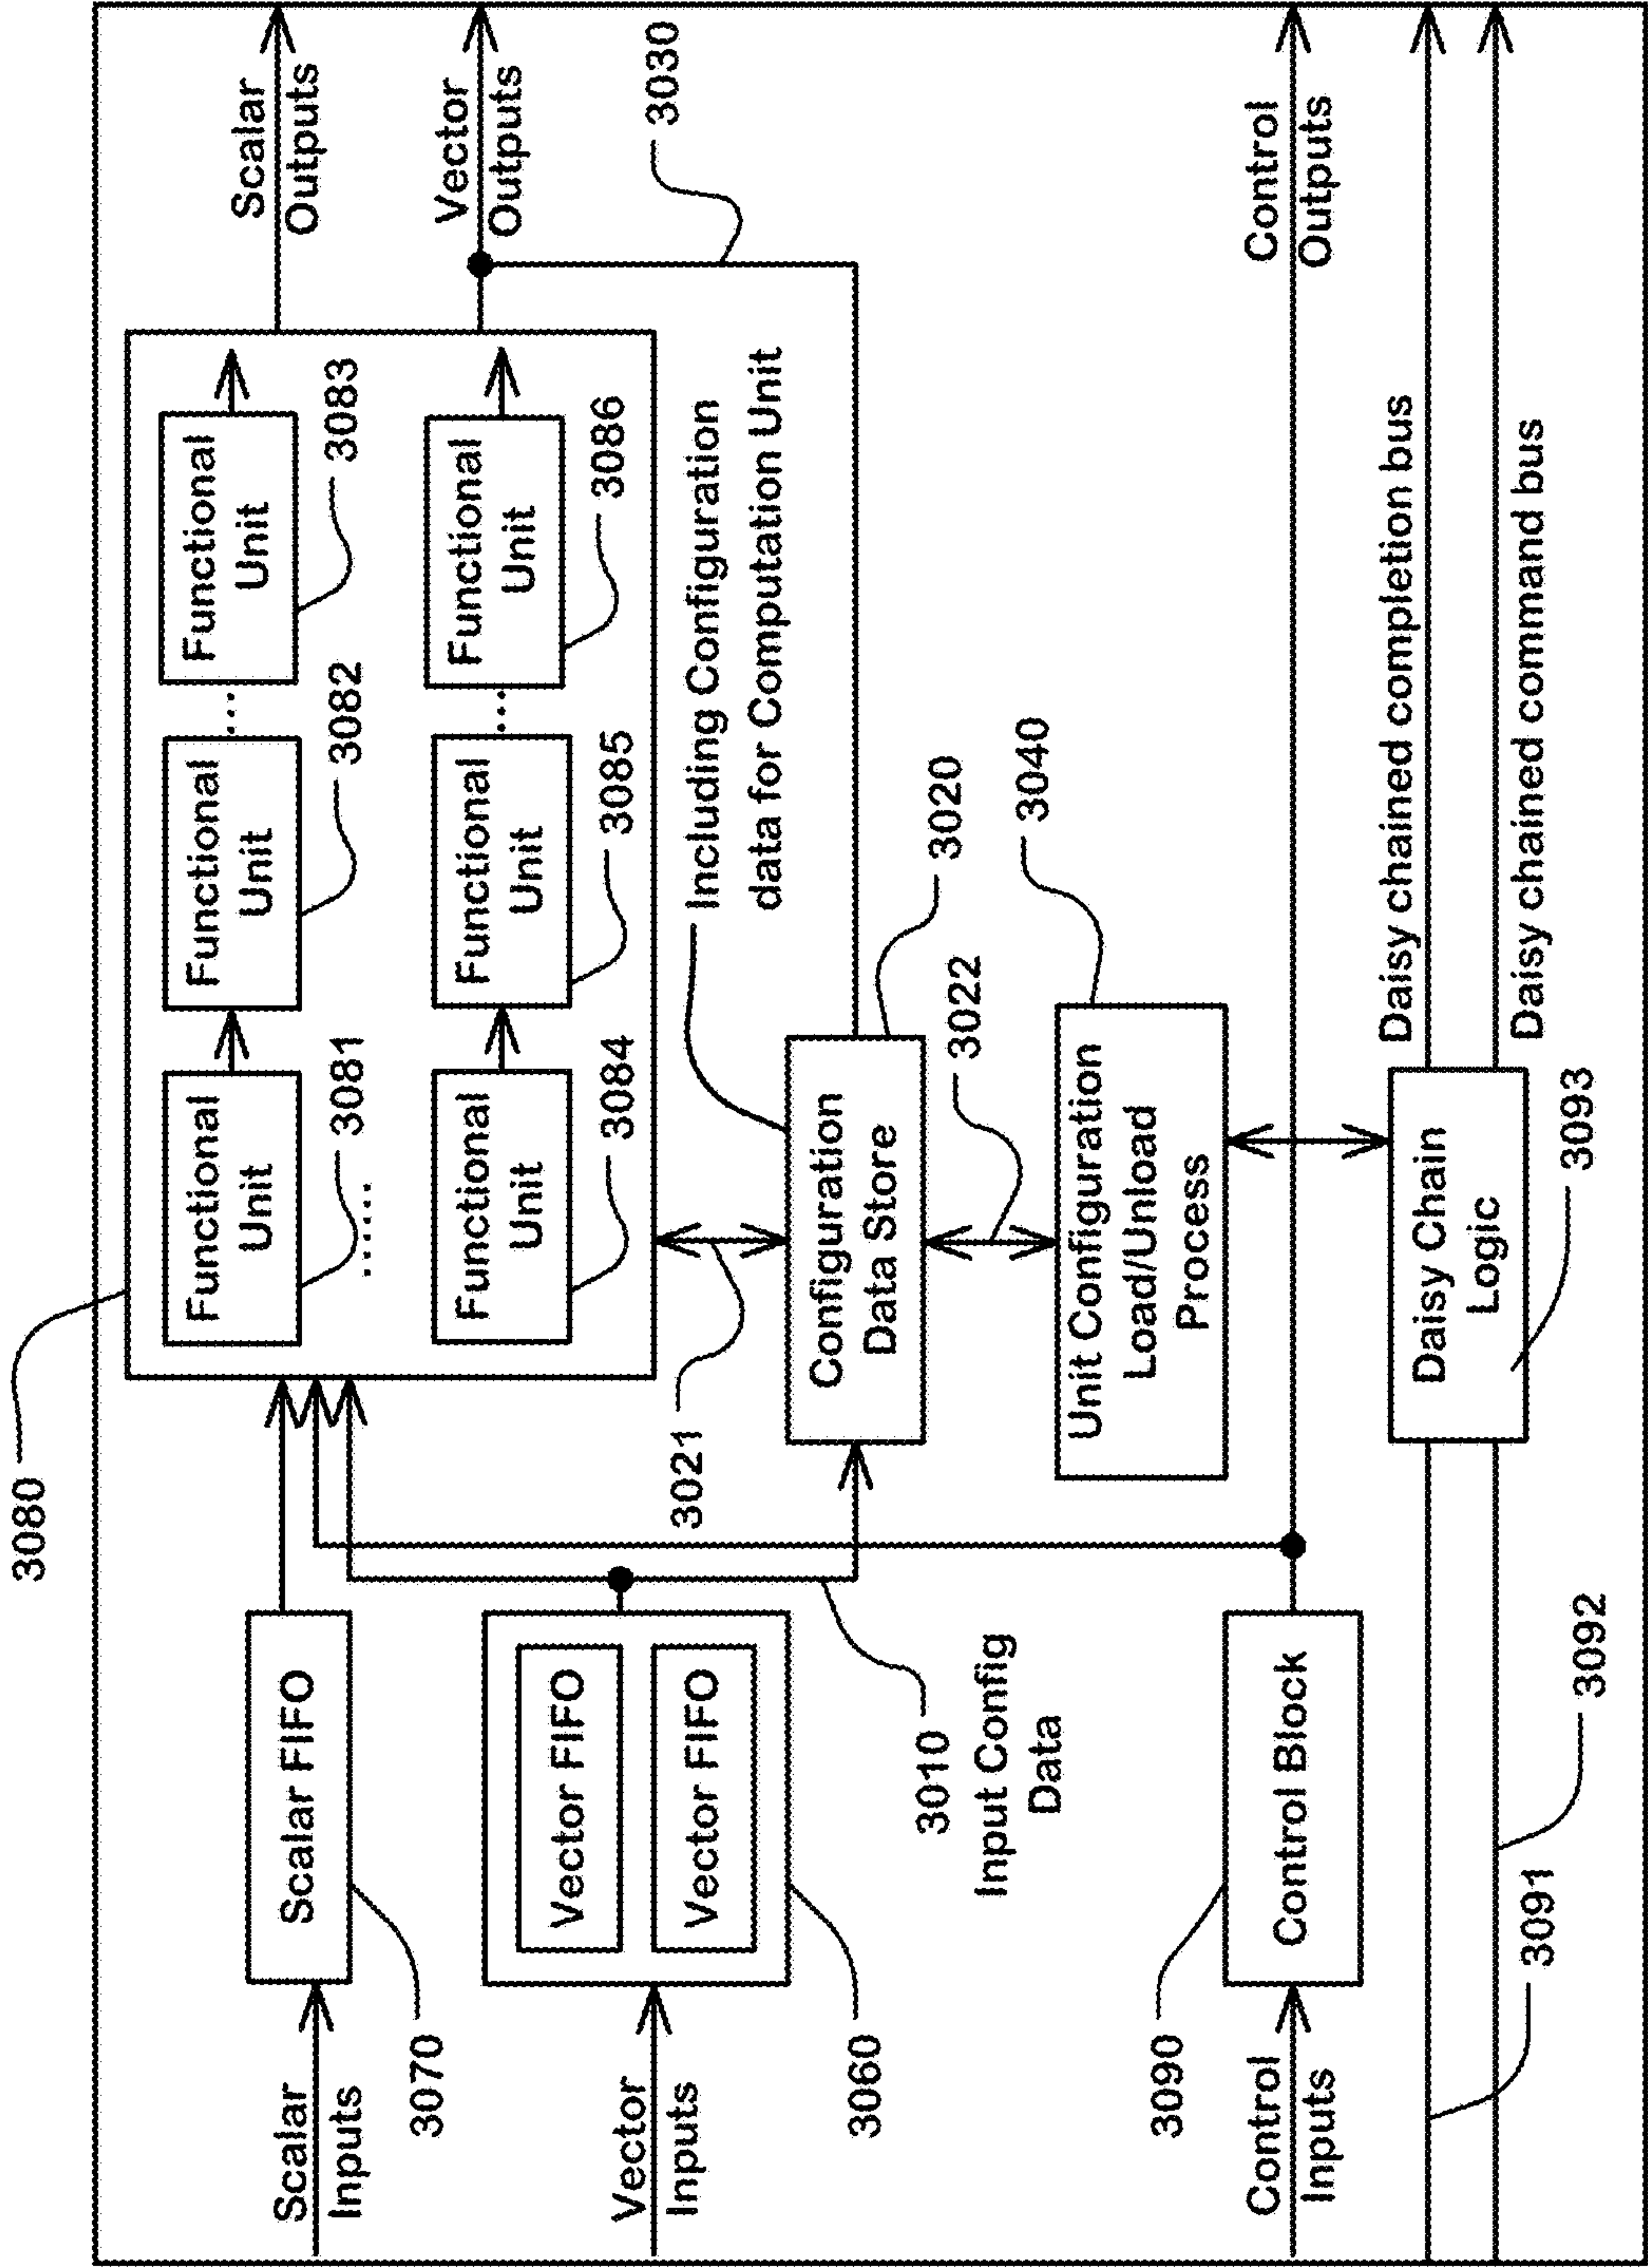 3080
Scalar
Inputs
3070
Scalar FIFO
Vector
Inputs
3060
Vector FIFO
Vector FIFO
3010
Input Config
Data
Functional
Unit
3081
Functional
Unit
3082
...
Functional
Unit
3083
......
Functional
Unit
3084
Functional
Unit
3085
...
Functional
Unit
3086
Scalar
Outputs
Vector
Outputs
3030
3021
Including Configuration
data for Computation Unit
Configuration
Data Store
3020
3022
Unit Configuration
Load/Unload
Process
3040
Control
Inputs
3090
Control Block
Control
Outputs
3091
3092
Daisy Chain
Logic
3093
Daisy chained completion bus
Daisy chained command bus